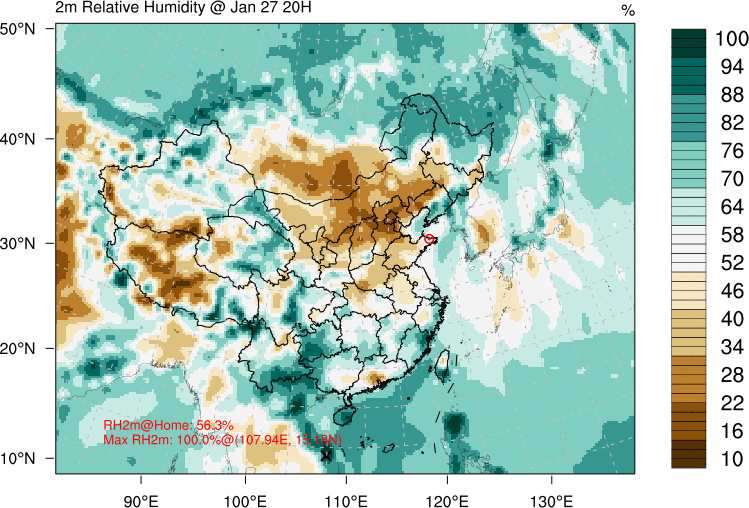 2m Relative Humidity @ Jan 27 20H
%
50°N
40°N
30°N
20°N
10°N
90°E
100°E
110°E
120°E
130°E
100
94
88
82
76
70
64
58
52
46
40
34
28
22
16
10
RH2m@Home: 56.3%
Max RH2m: 100.0%@(107.94E,